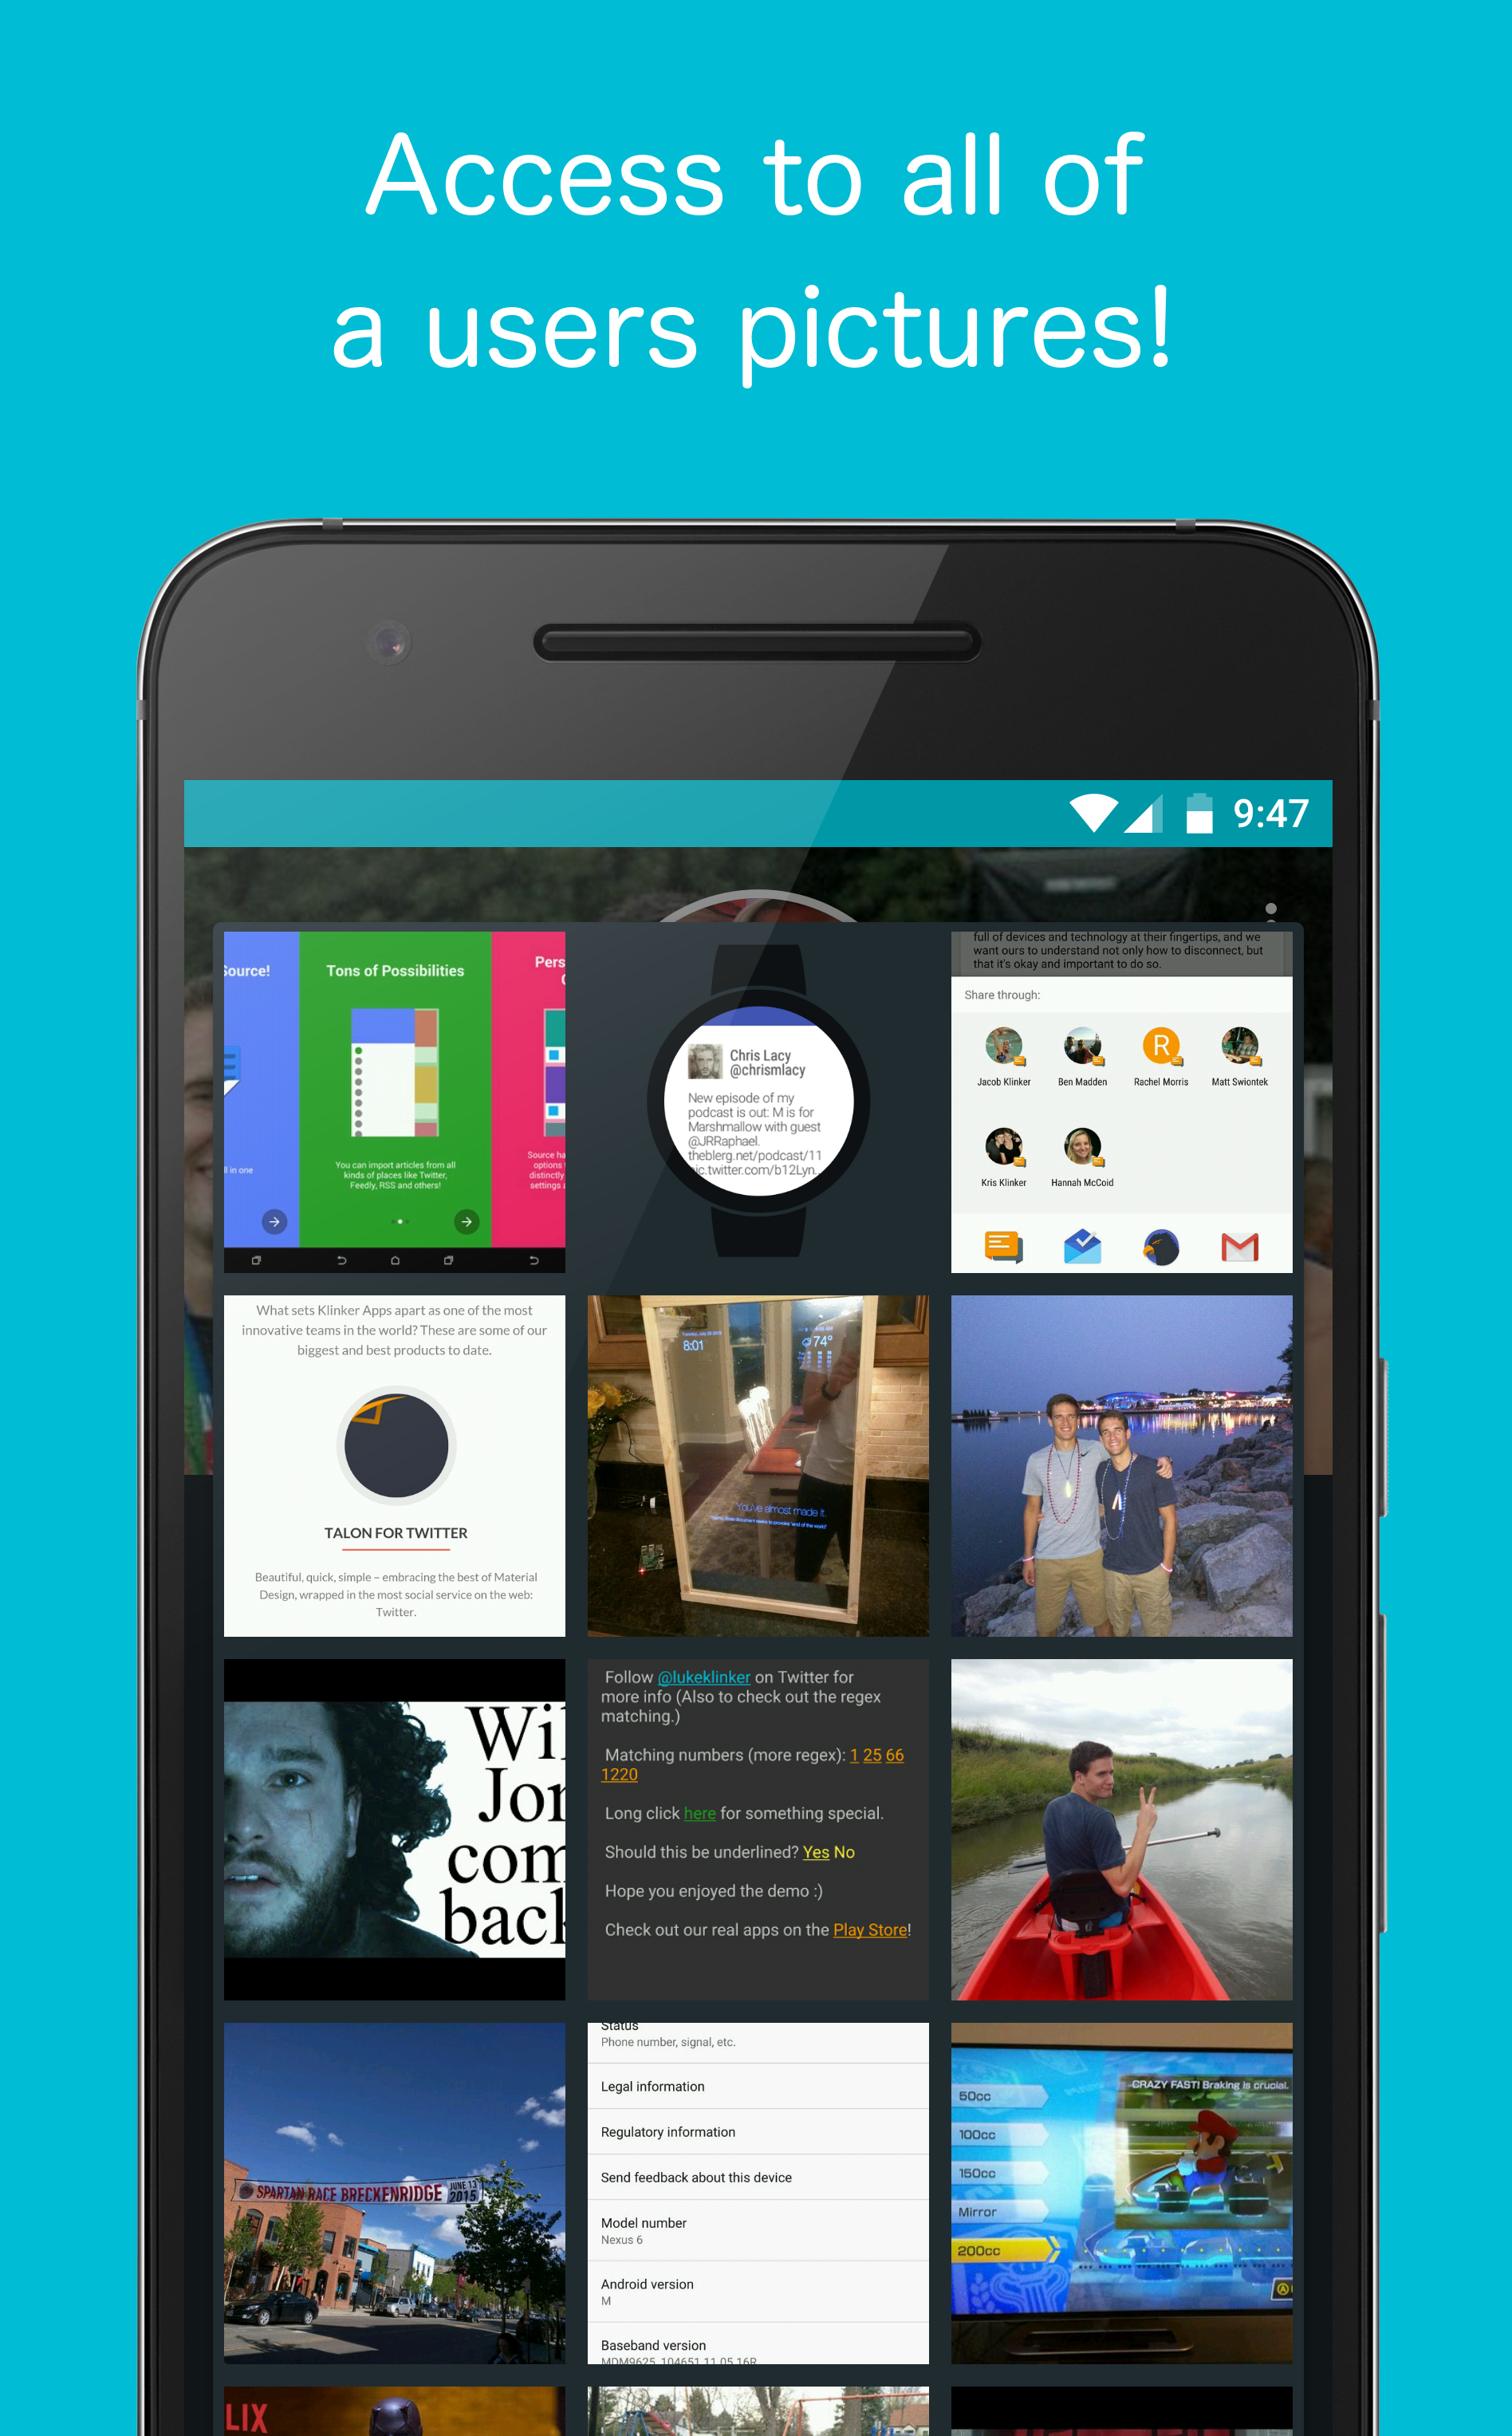 Access to all of
a users pictures!
9:47
Source!
ll in one
Tons of Possibilities
You can import articles from all
kinds of places like Twitter,
Feedly, RSS and others!
Pers
Source ha
options
distinctly
settings a
Chris Lacy
@chrismlacy
New episode of my
podcast is out: M is for
Marshmallow with guest
@JRRaphael.
theblerg.net/podcast/11
pic.twitter.com/b12Lyn
full of devices and technology at their fingertips, and we
want ours to understand not only how to disconnect, but
that it's okay and important to do so.
Share through:
R
Jacob Klinker
Ben Madden
Rachel Morris
Matt Swiontek
Kris Klinker
Hannah McCoid
What sets Klinker Apps apart as one of the most
innovative teams in the world? These are some of our
biggest and best products to date.
TALON FOR TWITTER
Beautiful, quick, simple – embracing the best of Material
Design, wrapped in the most social service on the web:
Twitter.
8:01
74°
You've almost made it.
Wil
Jon
com
back
Follow @lukeklinker on Twitter for
more info (Also to check out the regex
matching.)
Matching numbers (more regex): 1 25 66
1220
Long click here for something special.
Should this be underlined? Yes No
Hope you enjoyed the demo :)
Check out our real apps on the Play Store!
SPARTAN RACE BRECKENRIDGE JUNE 13 2015
Status
Phone number, signal, etc.
Legal information
Regulatory information
Send feedback about this device
Model number
Nexus 6
Android version
M
Baseband version
MDM9625_104651.11.05.16R
CRAZY FAST! Braking is crucial.
50cc
100cc
150cc
Mirror
200cc
LIX